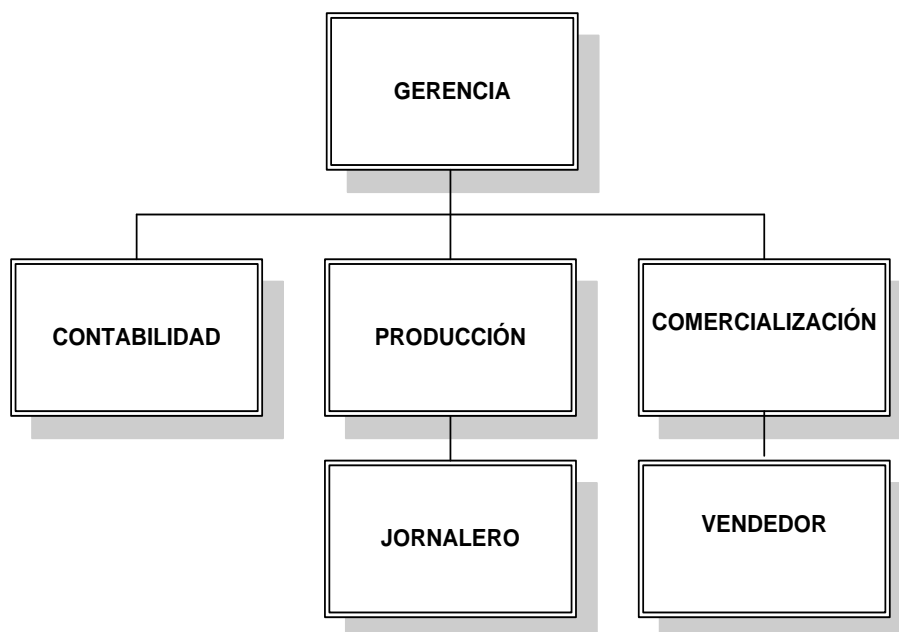 GERENCIA
CONTABILIDAD
PRODUCCIÓN
COMERCIALIZACIÓN
JORNALERO
VENDEDOR